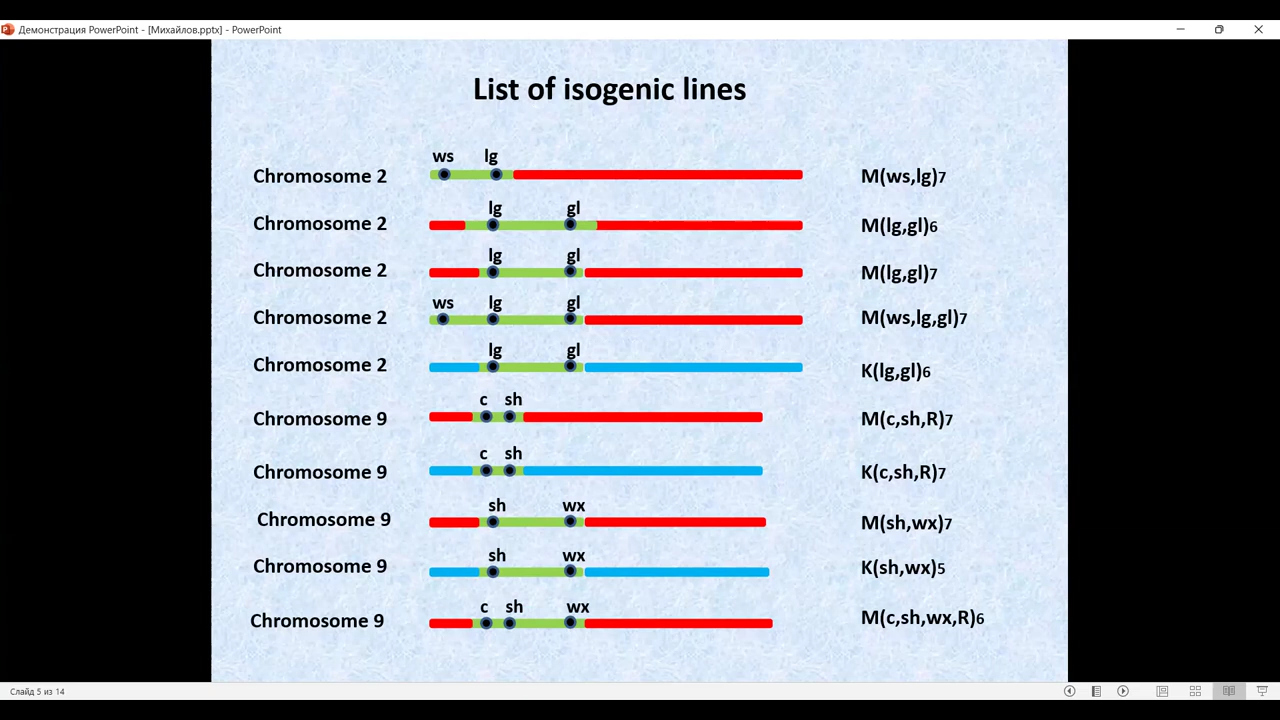 Демонстрация PowerPoint - [Михайлов.pptx] - PowerPoint
List of isogenic lines
ws lg
Chromosome 2 M(ws,lg)7
lg gl
Chromosome 2 M(lg,gl)6
lg gl
Chromosome 2 M(lg,gl)7
ws lg gl
Chromosome 2 M(ws,lg,gl)7
lg gl
Chromosome 2 K(lg,gl)6
c sh
Chromosome 9 M(c,sh,R)7
c sh
Chromosome 9 K(c,sh,R)7
sh wx
Chromosome 9 M(sh,wx)7
sh wx
Chromosome 9 K(sh,wx)5
c sh wx
Chromosome 9 M(c,sh,wx,R)6
Слайд 5 из 14